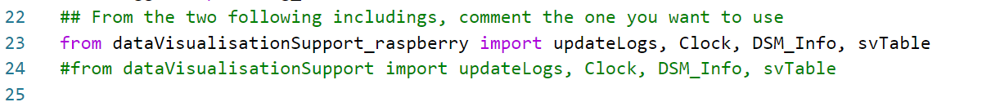 22 ## From the two following includings, comment the one you want to use
23 from dataVisualisationSupport_raspberry import updateLogs, Clock, DSM_Info, svTable
24 #from dataVisualisationSupport import updateLogs, Clock, DSM_Info, svTable
25